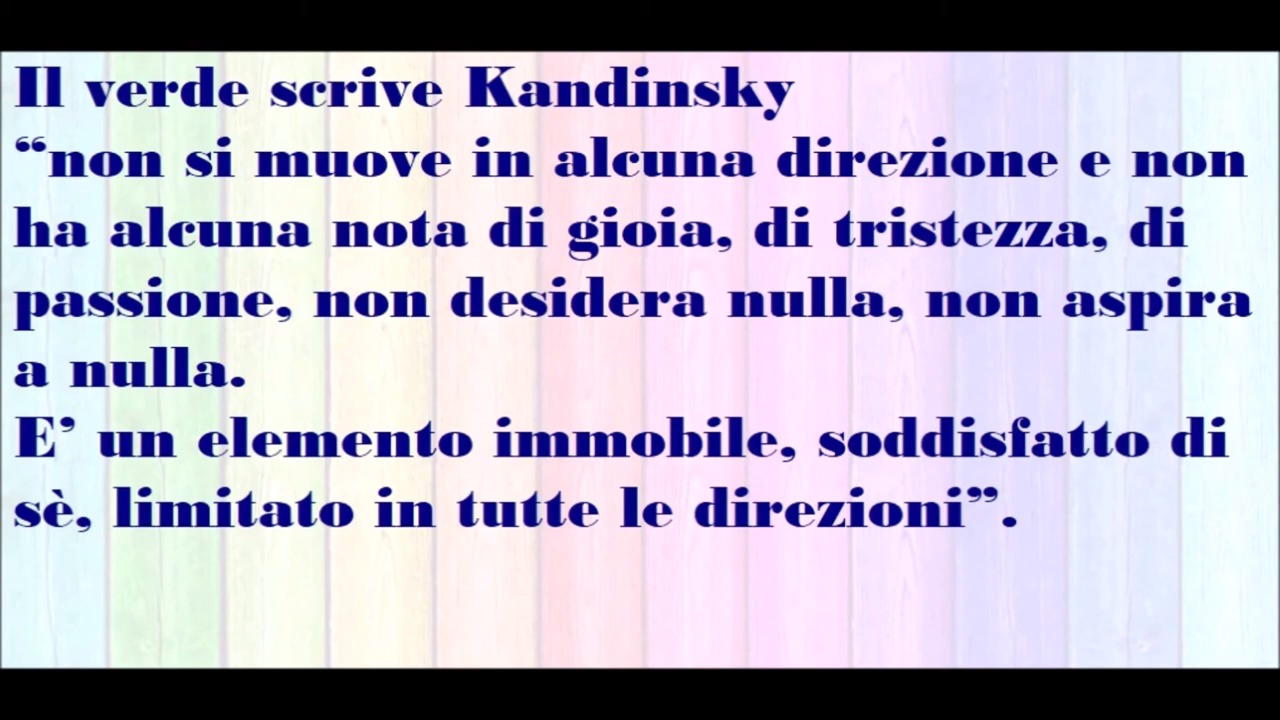 Il verde scrive Kandinsky
“non si muove in alcuna direzione e non
ha alcuna nota di gioia, di tristezza, di
passione, non desidera nulla, non aspira
a nulla.
E’ un elemento immobile, soddisfatto di
sè, limitato in tutte le direzioni”.